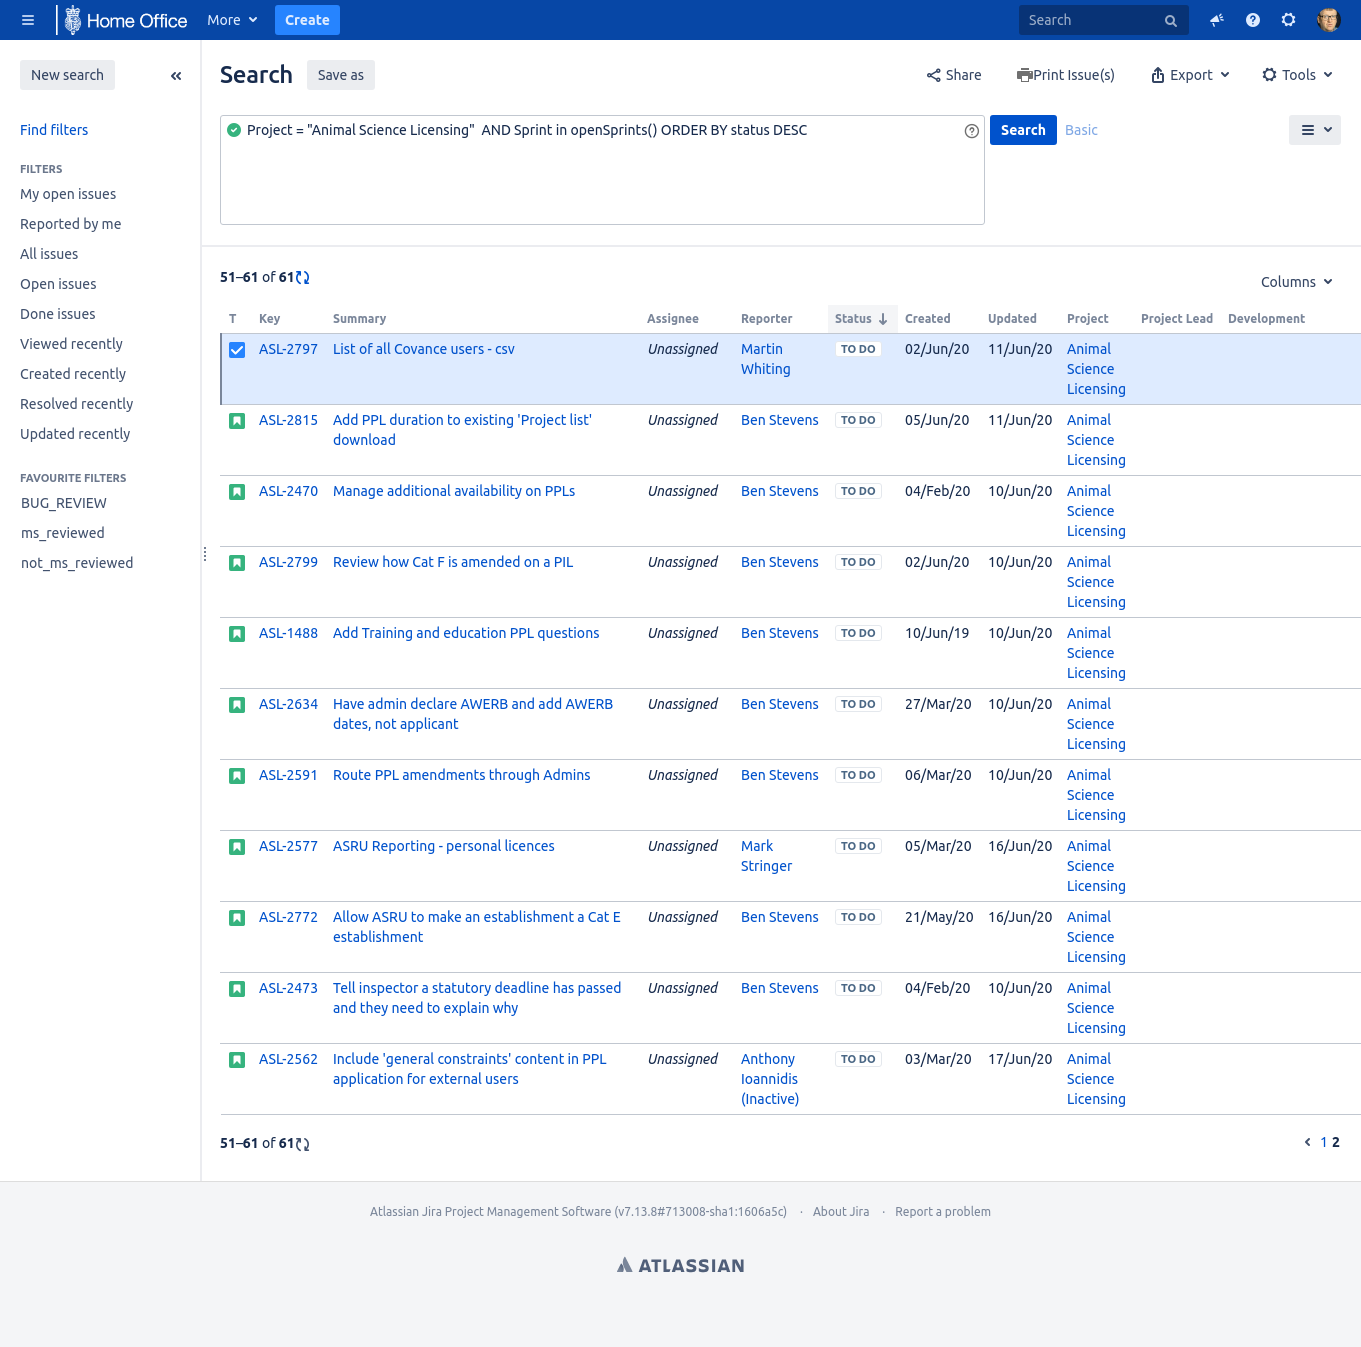 Home Office More Create Search
New search
Search Save as Share Print Issue(s) Export Tools
Find filters
Project = "Animal Science Licensing"  AND Sprint in openSprints() ORDER BY status DESC Search Basic
FILTERS
My open issues
Reported by me
All issues
Open issues
Done issues
Viewed recently
Created recently
Resolved recently
Updated recently
FAVOURITE FILTERS
BUG_REVIEW
ms_reviewed
not_ms_reviewed
51–61 of 61
Columns
T Key Summary Assignee Reporter Status Created Updated Project Project Lead Development
ASL-2797 List of all Covance users - csv Unassigned Martin TO DO 02/Jun/20 11/Jun/20 Animal
Whiting Science
Licensing
ASL-2815 Add PPL duration to existing 'Project list' Unassigned Ben Stevens TO DO 05/Jun/20 11/Jun/20 Animal
download Science
Licensing
ASL-2470 Manage additional availability on PPLs Unassigned Ben Stevens TO DO 04/Feb/20 10/Jun/20 Animal
Science
Licensing
ASL-2799 Review how Cat F is amended on a PIL Unassigned Ben Stevens TO DO 02/Jun/20 10/Jun/20 Animal
Science
Licensing
ASL-1488 Add Training and education PPL questions Unassigned Ben Stevens TO DO 10/Jun/19 10/Jun/20 Animal
Science
Licensing
ASL-2634 Have admin declare AWERB and add AWERB Unassigned Ben Stevens TO DO 27/Mar/20 10/Jun/20 Animal
dates, not applicant Science
Licensing
ASL-2591 Route PPL amendments through Admins Unassigned Ben Stevens TO DO 06/Mar/20 10/Jun/20 Animal
Science
Licensing
ASL-2577 ASRU Reporting - personal licences Unassigned Mark TO DO 05/Mar/20 16/Jun/20 Animal
Stringer Science
Licensing
ASL-2772 Allow ASRU to make an establishment a Cat E Unassigned Ben Stevens TO DO 21/May/20 16/Jun/20 Animal
establishment Science
Licensing
ASL-2473 Tell inspector a statutory deadline has passed Unassigned Ben Stevens TO DO 04/Feb/20 10/Jun/20 Animal
and they need to explain why Science
Licensing
ASL-2562 Include 'general constraints' content in PPL Unassigned Anthony TO DO 03/Mar/20 17/Jun/20 Animal
application for external users Ioannidis Science
(Inactive) Licensing
51–61 of 61 1 2
Atlassian Jira Project Management Software (v7.13.8#713008-sha1:1606a5c) · About Jira · Report a problem
ATLASSIAN